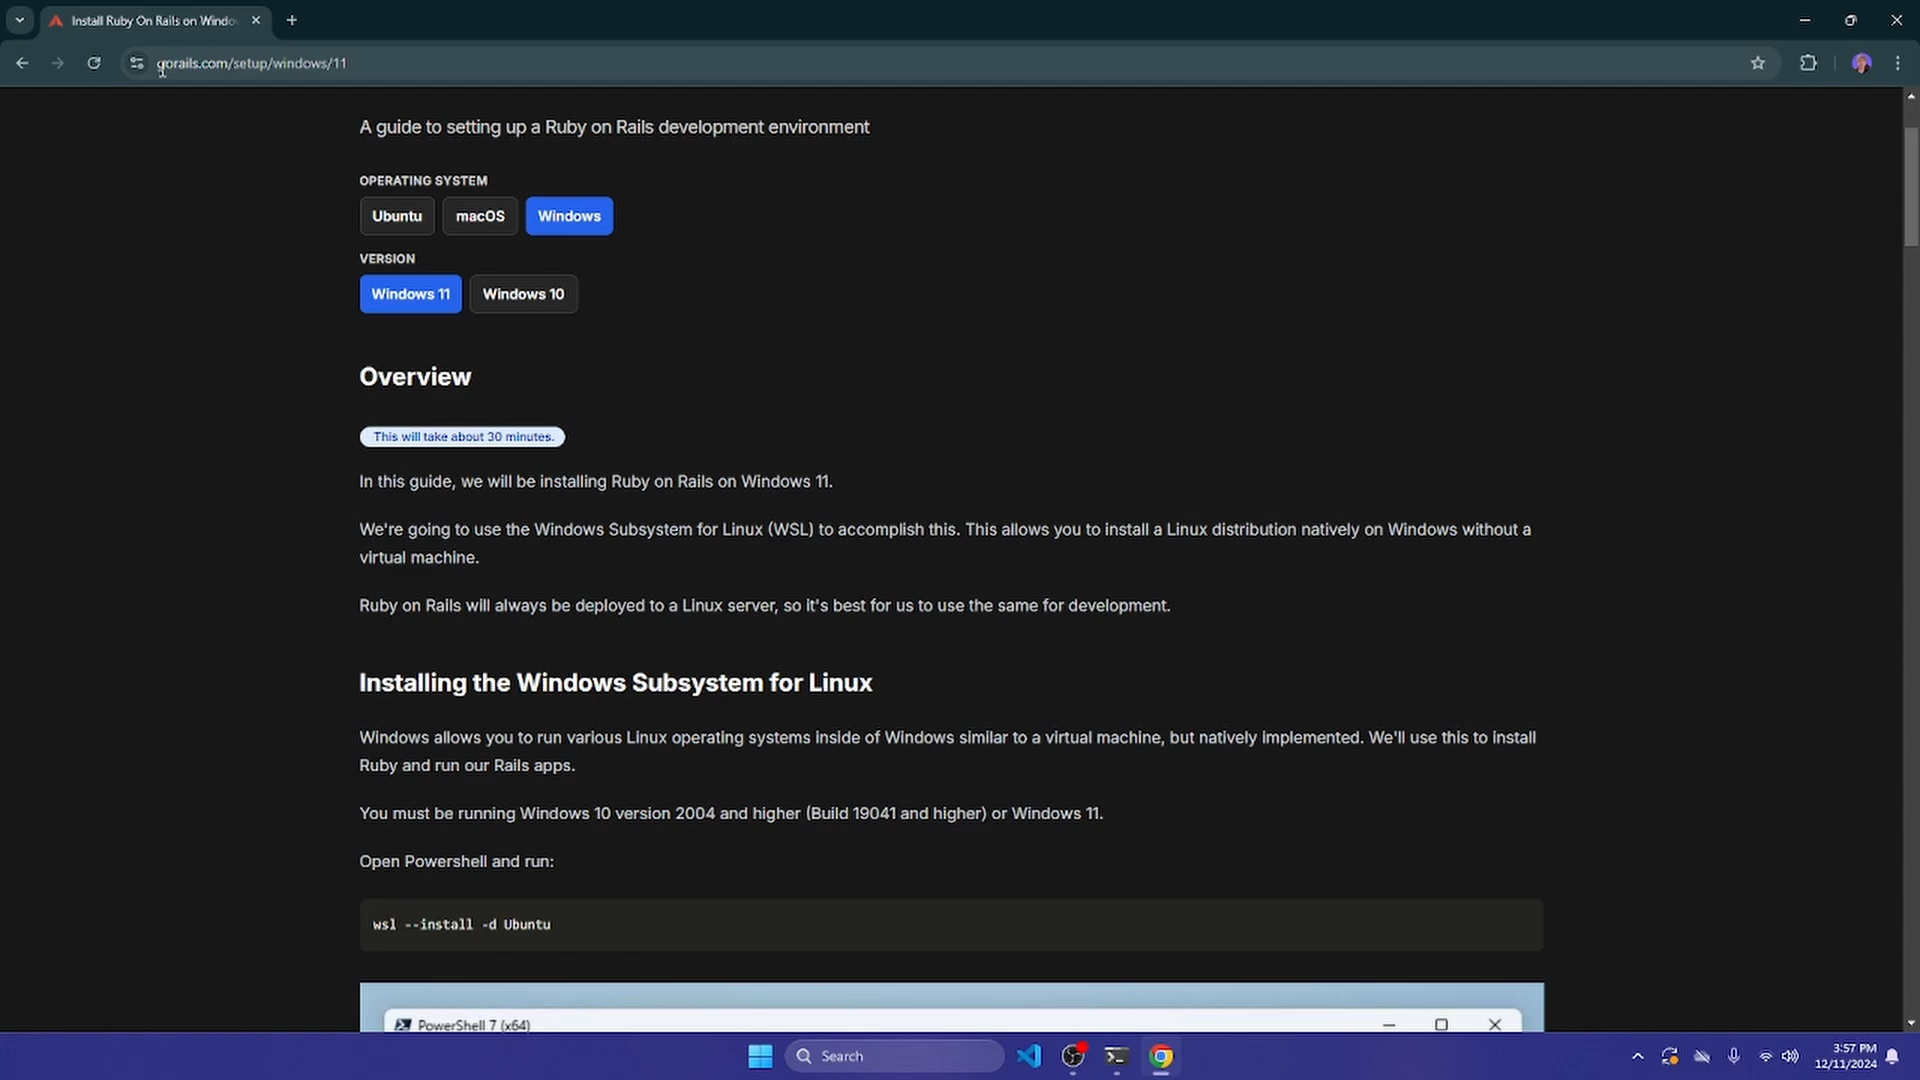 Install Ruby On Rails on Windo
gorails.com/setup/windows/11
A guide to setting up a Ruby on Rails development environment
OPERATING SYSTEM
Ubuntu macOS Windows
VERSION
Windows 11 Windows 10
Overview
This will take about 30 minutes.
In this guide, we will be installing Ruby on Rails on Windows 11.
We're going to use the Windows Subsystem for Linux (WSL) to accomplish this. This allows you to install a Linux distribution natively on Windows without a
virtual machine.
Ruby on Rails will always be deployed to a Linux server, so it's best for us to use the same for development.
Installing the Windows Subsystem for Linux
Windows allows you to run various Linux operating systems inside of Windows similar to a virtual machine, but natively implemented. We'll use this to install
Ruby and run our Rails apps.
You must be running Windows 10 version 2004 and higher (Build 19041 and higher) or Windows 11.
Open Powershell and run:
wsl --install -d Ubuntu
PowerShell 7 (x64)
Search
3:57 PM
12/11/2024